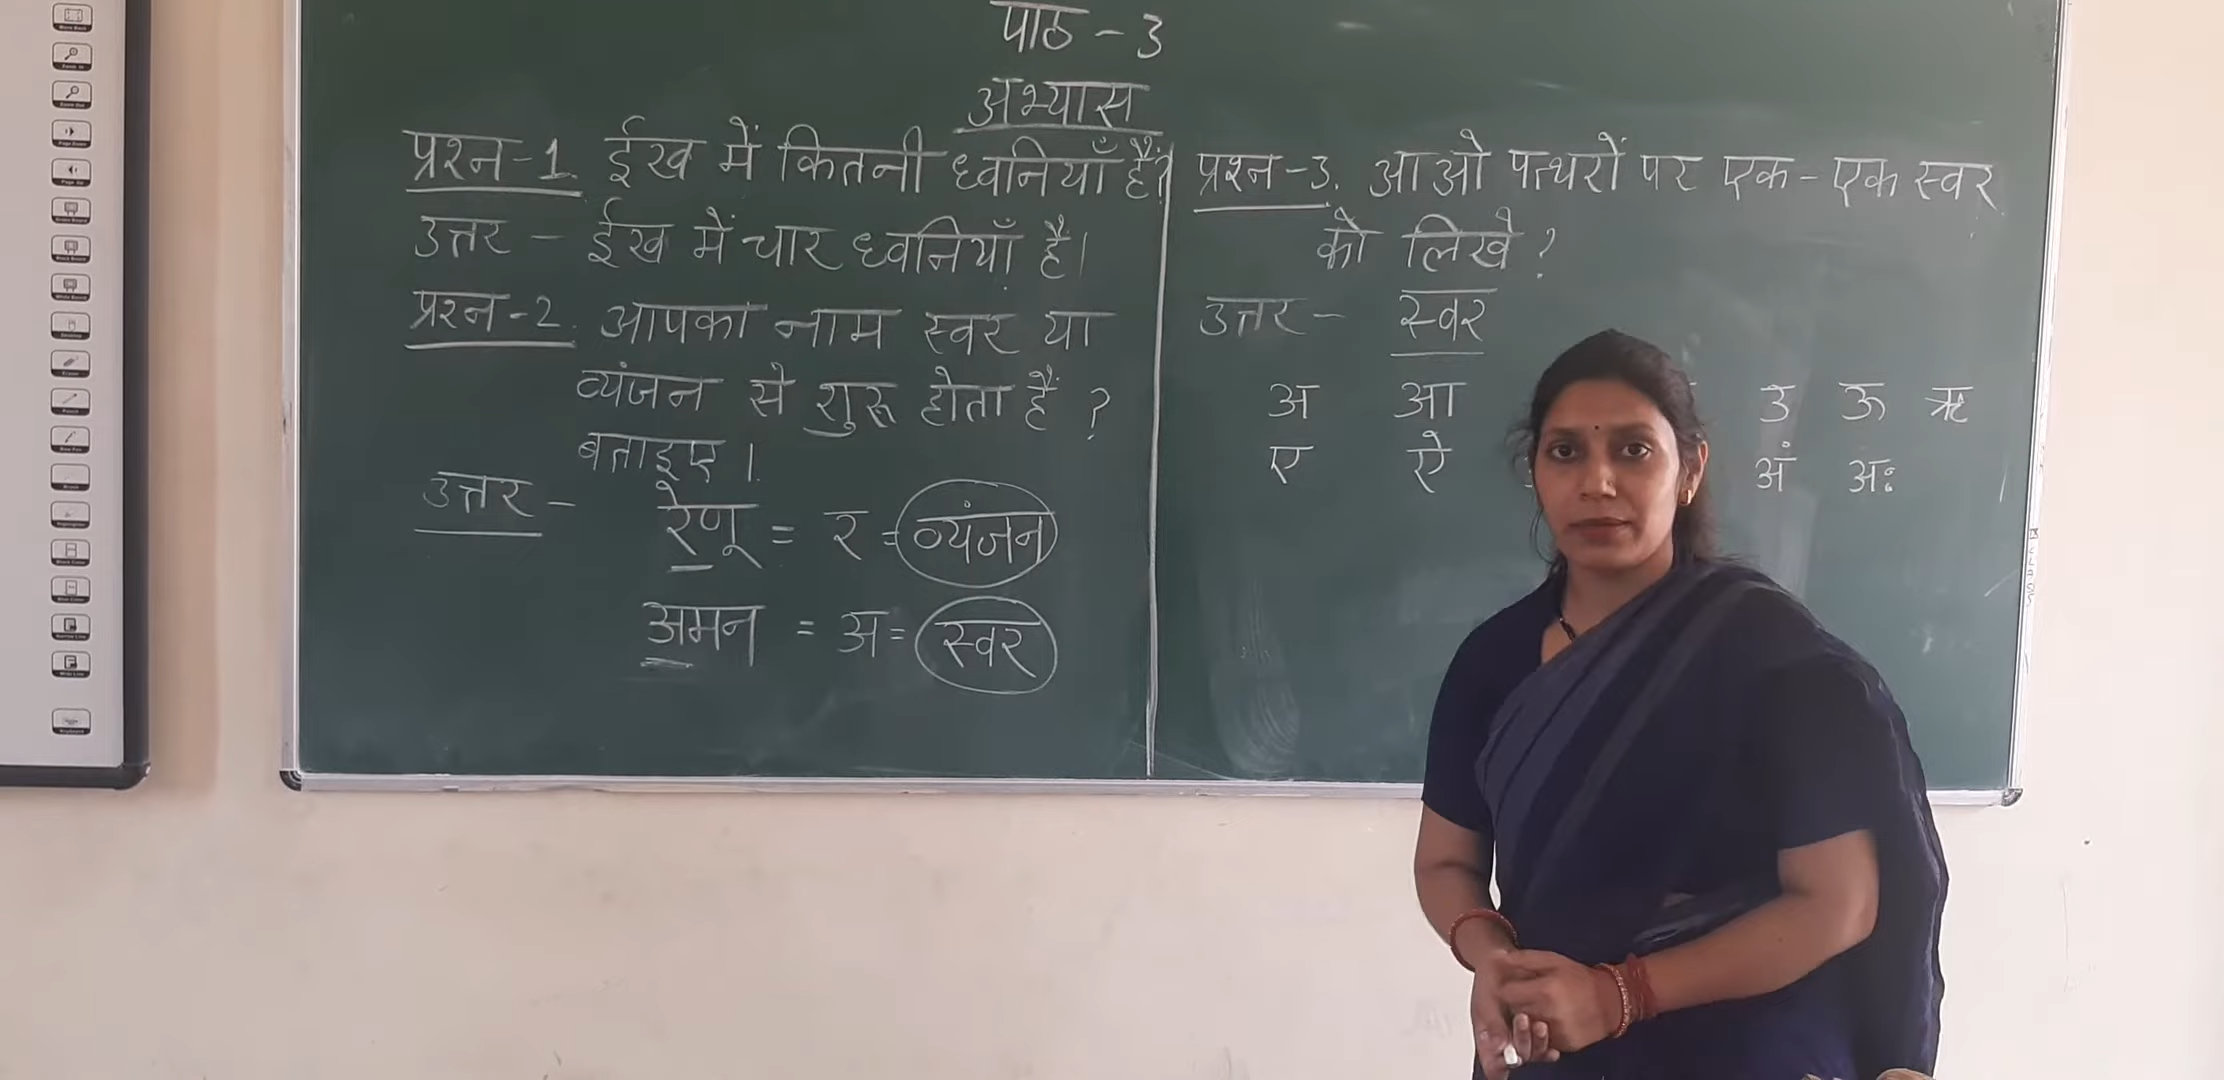 पाठ - 3
अभ्यास
प्रश्न-1. ईख में कितनी ध्वनियाँ हैं?
उत्तर - ईख में चार ध्वनियाँ हैं।
प्रश्न-2. आपका नाम स्वर या
व्यंजन से शुरू होता हैं ?
बताइए।
उत्तर -
रेणू = र = व्यंजन
अमन = अ = स्वर
प्रश्न-3. आओ पत्थरों पर एक-एक स्वर
को लिखे ?
उत्तर - स्वर
अ आ उ ऊ ऋ
ए ऐ अं अः